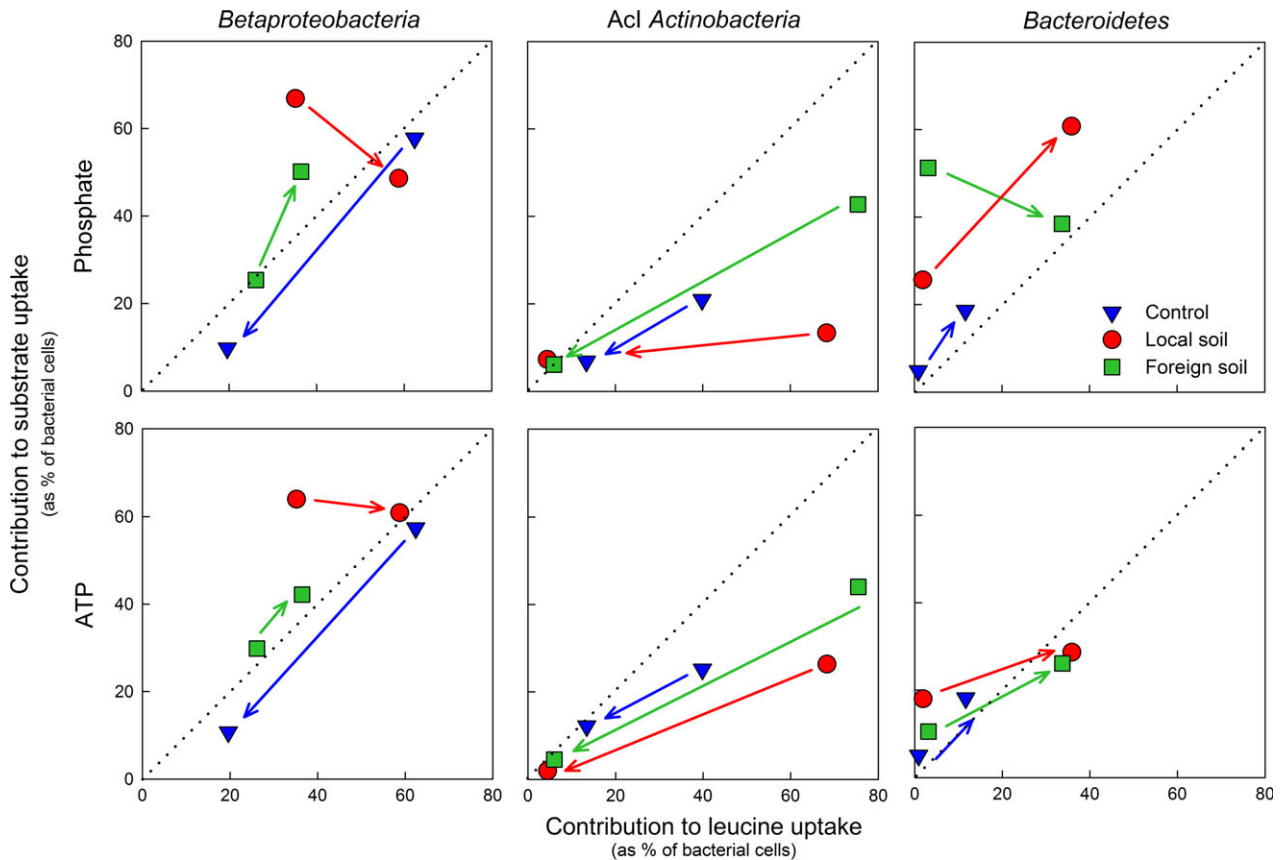 Betaproteobacteria
AcI Actinobacteria
Bacteroidetes
Contribution to substrate uptake
(as % of bacterial cells)
Phosphate
80
60
40
20
0
Control
Local soil
Foreign soil
ATP
80
60
40
20
0
0 20 40 60 80
0 20 40 60 80
0 20 40 60 80
Contribution to leucine uptake
(as % of bacterial cells)